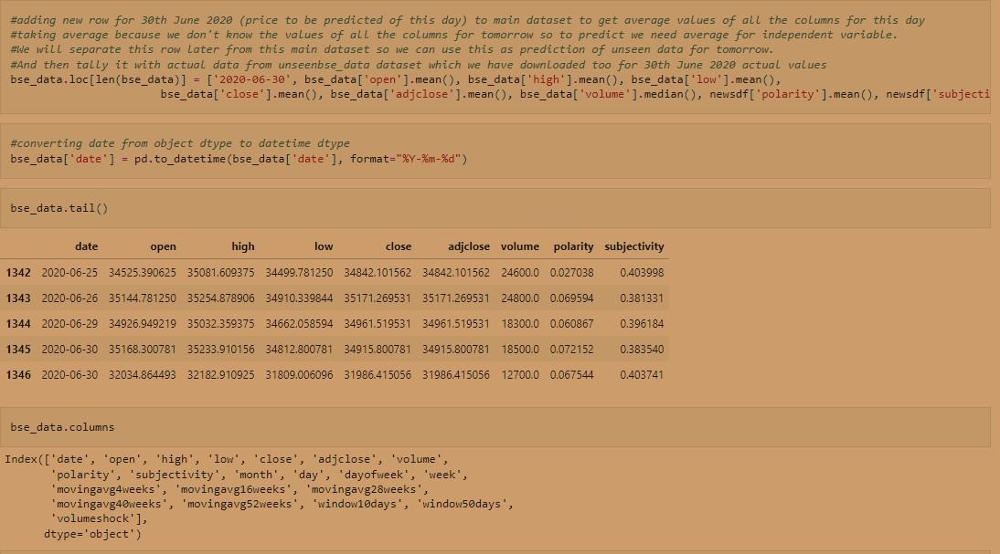 #adding new row for 30th June 2020 (price to be predicted of this day) to main dataset to get average values of all the columns for this day
#taking average because we don't know the values of all the columns for tomorrow so to predict we need average for independent variable.
#We will separate this row later from this main dataset so we can use this as prediction of unseen data for tomorrow.
#And then tally it with actual data from unseenbse_data dataset which we have downloaded too for 30th June 2020 actual values
bse_data.loc[len(bse_data)] = ['2020-06-30', bse_data['open'].mean(), bse_data['high'].mean(), bse_data['low'].mean(),
bse_data['close'].mean(), bse_data['adjclose'].mean(), bse_data['volume'].median(), newsdf['polarity'].mean(), newsdf['subjecti
#converting date from object dtype to datetime dtype
bse_data['date'] = pd.to_datetime(bse_data['date'], format="%Y-%m-%d")
bse_data.tail()
date open high low close adjclose volume polarity subjectivity
1342 2020-06-25 34525.390625 35081.609375 34499.781250 34842.101562 34842.101562 24600.0 0.027038 0.403998
1343 2020-06-26 35144.781250 35254.878906 34910.339844 35171.269531 35171.269531 24800.0 0.069594 0.381331
1344 2020-06-29 34926.949219 35032.359375 34662.058594 34961.519531 34961.519531 18300.0 0.060867 0.396184
1345 2020-06-30 35168.300781 35233.910156 34812.800781 34915.800781 34915.800781 18500.0 0.072152 0.383540
1346 2020-06-30 32034.864493 32182.910925 31809.006096 31986.415056 31986.415056 12700.0 0.067544 0.403741
bse_data.columns
Index(['date', 'open', 'high', 'low', 'close', 'adjclose', 'volume',
'polarity', 'subjectivity', 'month', 'day', 'dayofweek', 'week',
'movingavg4weeks', 'movingavg16weeks', 'movingavg28weeks',
'movingavg40weeks', 'movingavg52weeks', 'window10days', 'window50days',
'volumeshock'],
dtype='object')